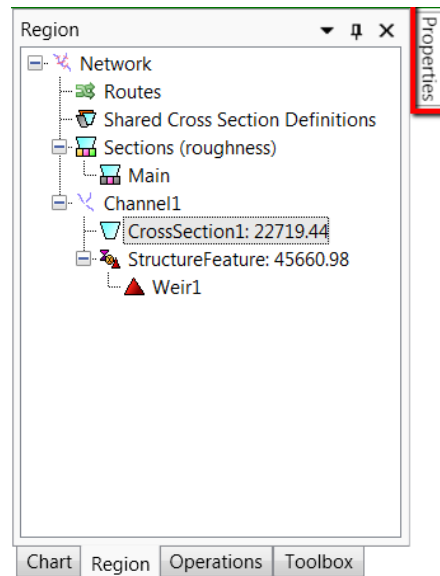 Region
Properties
Network
Routes
Shared Cross Section Definitions
Sections (roughness)
Main
Channel1
CrossSection1: 22719.44
StructureFeature: 45660.98
Weir1
Chart Region Operations Toolbox